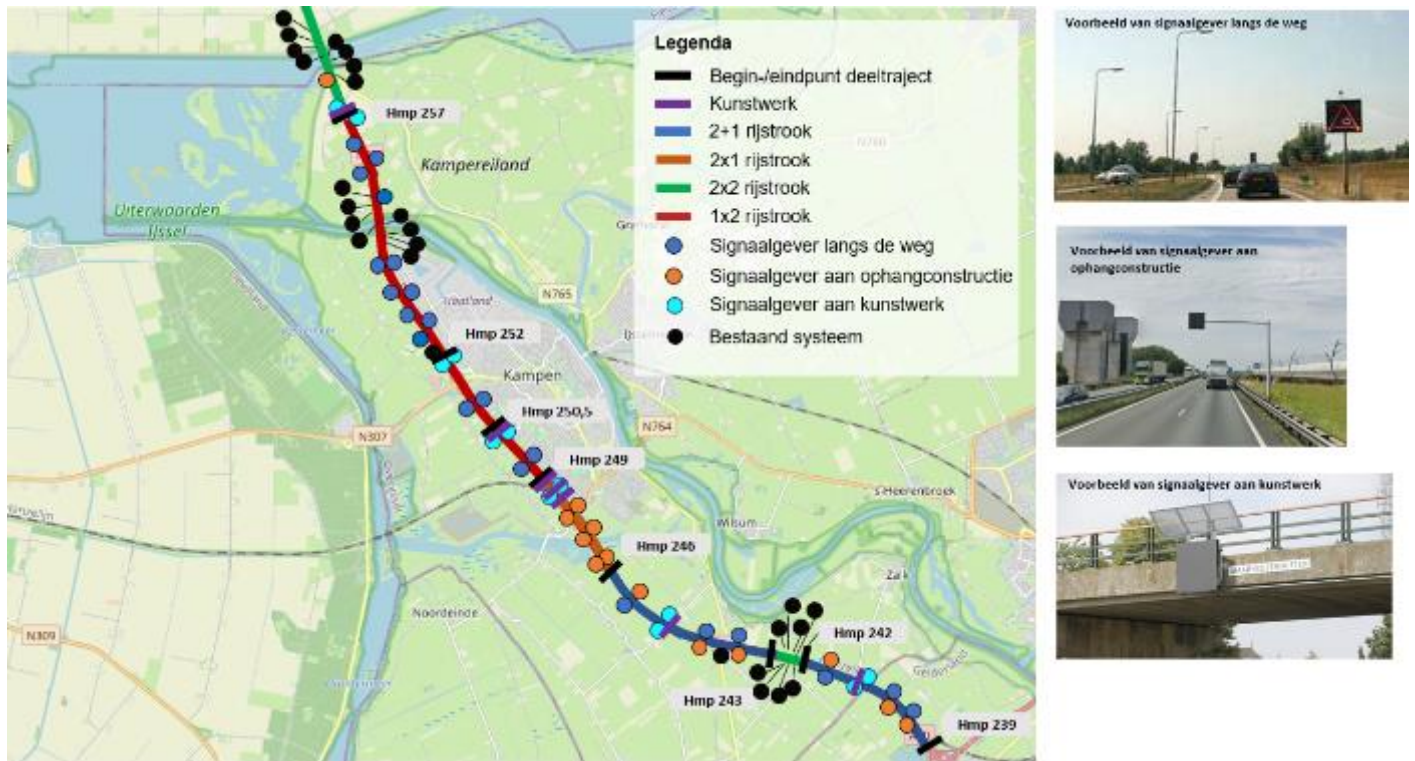 Hmp 257
Kampereiland
Uiterwaarden
IJssel
N765
Hmp 252
Kampen
Hmp 250,5
N307
N764
Hmp 249
's Heerenbroek
Wilsum
Hmp 246
Zalk
Noordeinde
N309
Hmp 242
Gelderland
Hmp 243
Hmp 239
Legenda
Begin-/eindpunt deeltraject
Kunstwerk
2+1 rijstrook
2x1 rijstrook
2x2 rijstrook
1x2 rijstrook
Signaalgever langs de weg
Signaalgever aan ophangconstructie
Signaalgever aan kunstwerk
Bestaand systeem
Voorbeeld van signaalgever langs de weg
Voorbeeld van signaalgever aan
ophangconstructie
Voorbeeld van signaalgever aan kunstwerk